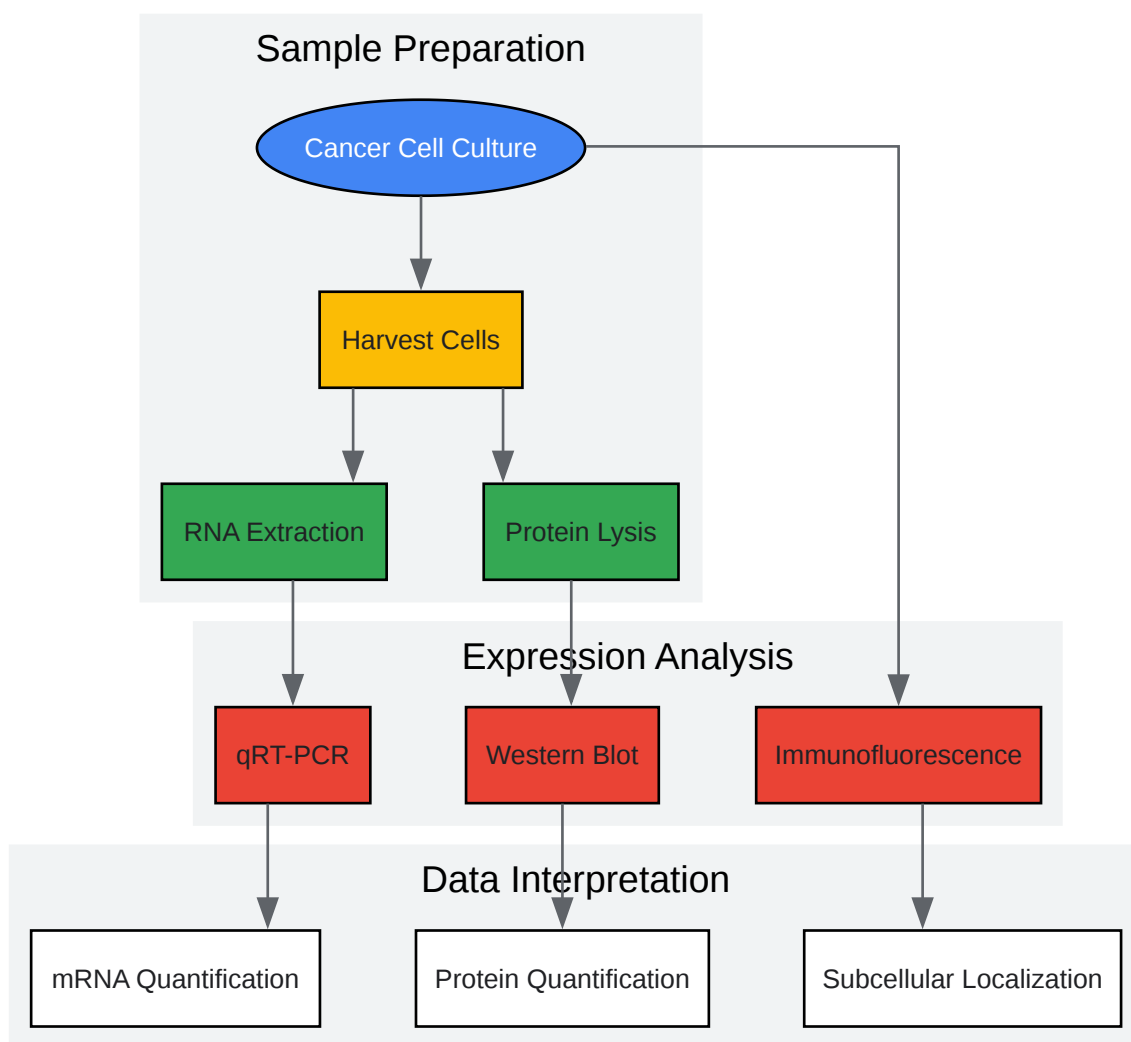 Sample Preparation
Cancer Cell Culture
Harvest Cells
RNA Extraction
Protein Lysis
Expression Analysis
qRT-PCR
Western Blot
Immunofluorescence
Data Interpretation
mRNA Quantification
Protein Quantification
Subcellular Localization